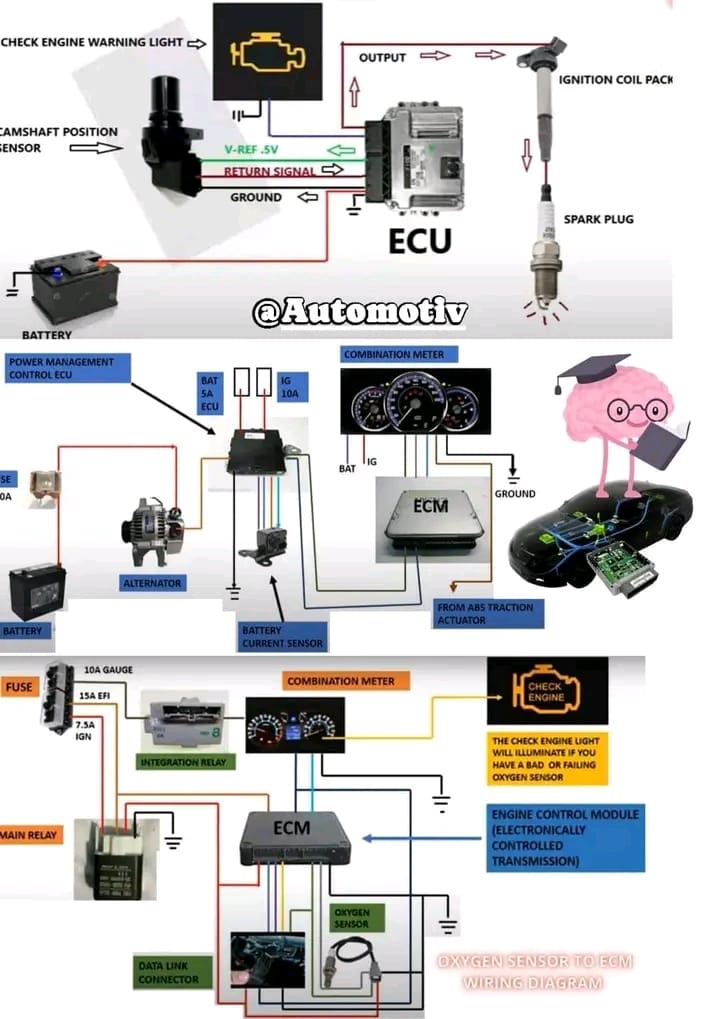 CHECK ENGINE WARNING LIGHT
OUTPUT
IGNITION COIL PACK
CAMSHAFT POSITION
SENSOR
V-REF .5V
RETURN SIGNAL
GROUND
ECU
SPARK PLUG
BATTERY
@Automotiv
POWER MANAGEMENT
CONTROL ECU
BAT
5A
ECU
IG
10A
COMBINATION METER
BAT
IG
GROUND
ECM
SE
0A
ALTERNATOR
BATTERY
BATTERY
CURRENT SENSOR
FROM ABS TRACTION
ACTUATOR
FUSE
10A GAUGE
15A EFI
7.5A
IGN
COMBINATION METER
CHECK
ENGINE
INTEGRATION RELAY
THE CHECK ENGINE LIGHT
WILL ILLUMINATE IF YOU
HAVE A BAD OR FAILING
OXYGEN SENSOR
MAIN RELAY
ECM
ENGINE CONTROL MODULE
(ELECTRONICALLY
CONTROLLED
TRANSMISSION)
OXYGEN
SENSOR
DATA LINK
CONNECTOR
OXYGEN SENSOR TO ECM
WIRING DIAGRAM